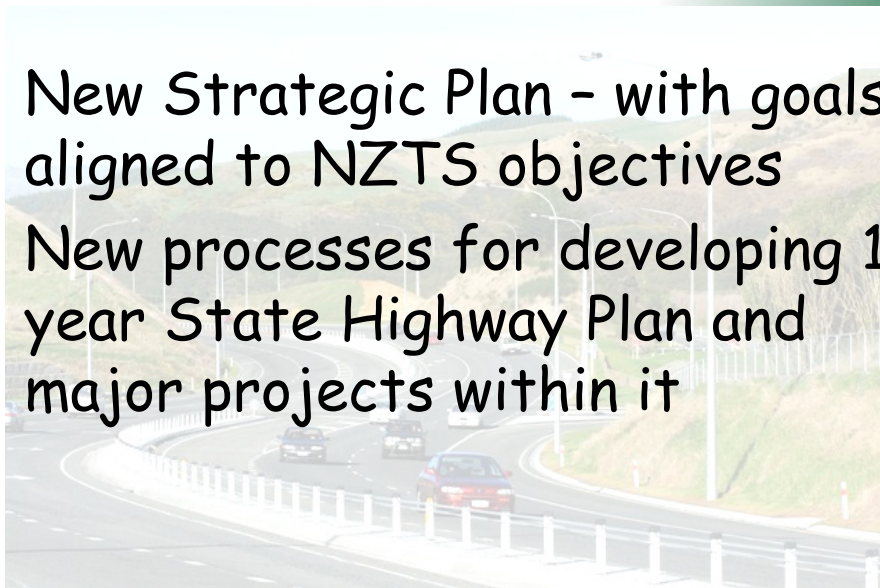 New Strategic Plan – with goals
aligned to NZTS objectives
New processes for developing 1
year State Highway Plan and
major projects within it